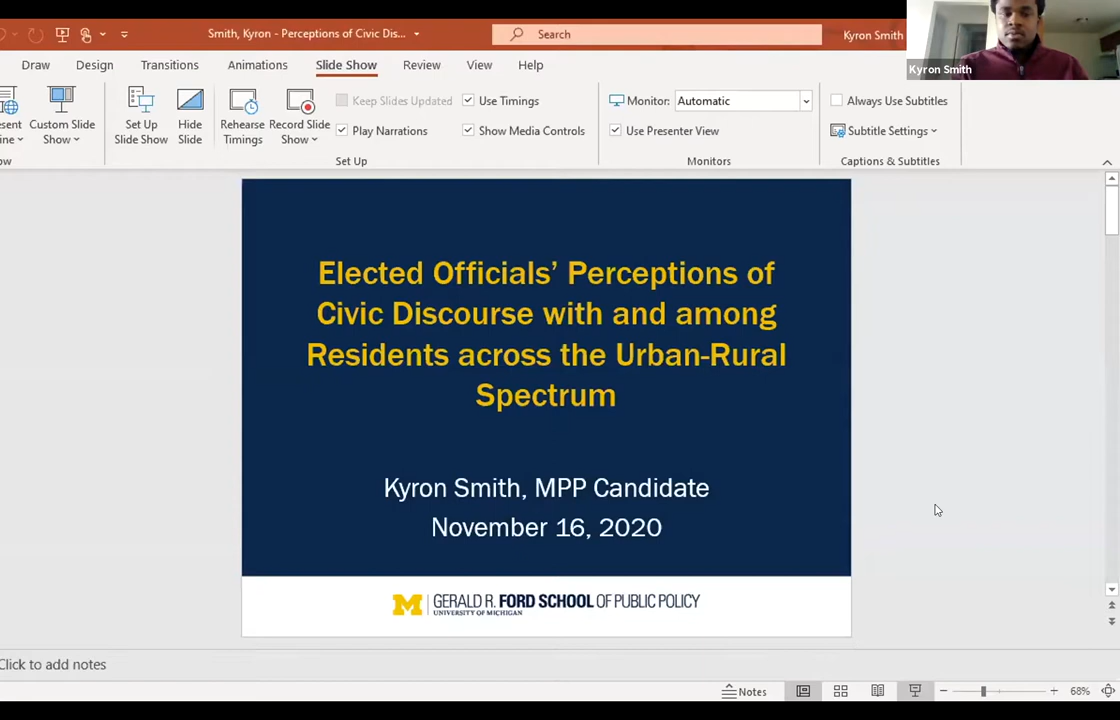 Smith, Kyron - Perceptions of Civic Dis...
Search
Kyron Smith
Kyron Smith
Draw
Design
Transitions
Animations
Slide Show
Review
View
Help
Custom Slide
Show
Set Up
Slide Show
Hide
Slide
Rehearse
Timings
Record Slide
Show
Keep Slides Updated
Play Narrations
Use Timings
Show Media Controls
Set Up
Monitor: Automatic
Use Presenter View
Monitors
Always Use Subtitles
Subtitle Settings
Captions & Subtitles
Elected Officials’ Perceptions of
Civic Discourse with and among
Residents across the Urban-Rural
Spectrum
Kyron Smith, MPP Candidate
November 16, 2020
M GERALD R. FORD SCHOOL OF PUBLIC POLICY
UNIVERSITY OF MICHIGAN
Click to add notes
Notes
68%